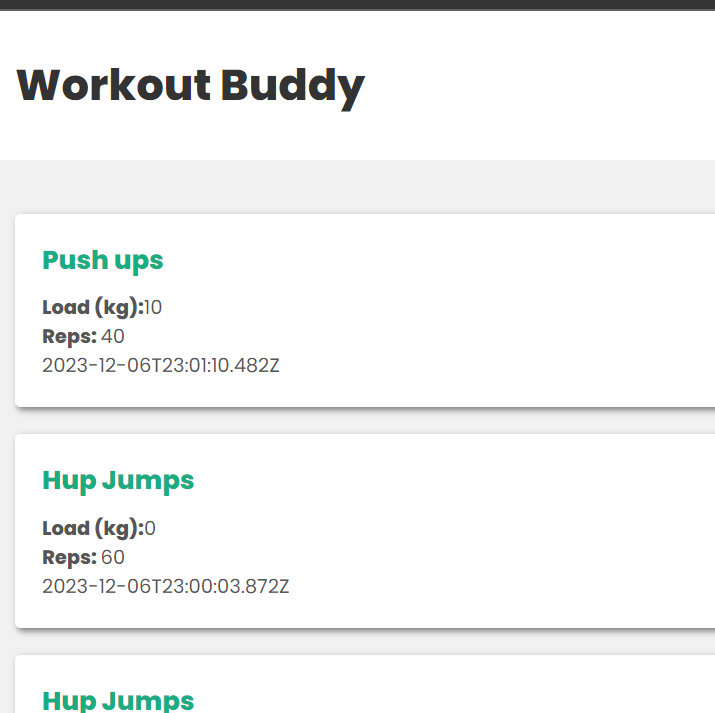 Workout Buddy
Push ups
Load (kg):10
Reps: 40
2023-12-06T23:01:10.482Z
Hup Jumps
Load (kg):0
Reps: 60
2023-12-06T23:00:03.872Z
Hup Jumps